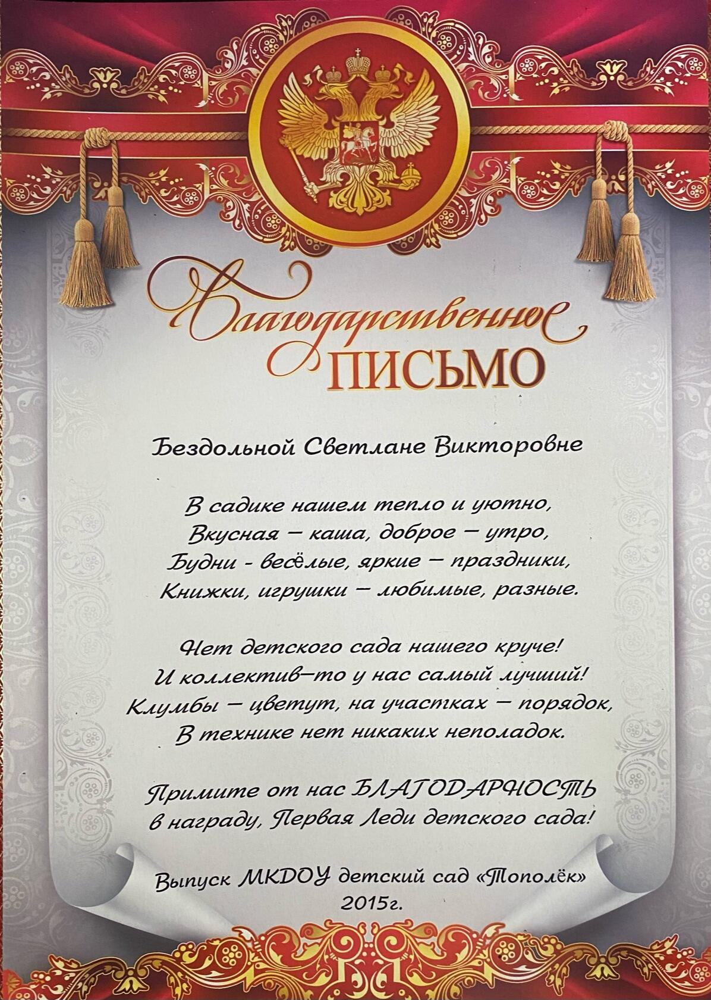 Благодарственное
ПИСЬМО
Бездольной Светлане Викторовне
В садике нашем тепло и уютно,
Вкусная – каша, доброе – утро,
Будни - весёлые, яркие – праздники,
Книжки, игрушки – любимые, разные.
Нет детского сада нашего круче!
И коллектив–то у нас самый лучший!
Клумбы – цветут, на участках – порядок,
В технике нет никаких неполадок.
Примите от нас БЛАГОДАРНОСТЬ
в награду, Первая Леди детского сада!
Выпуск МКДОУ детский сад «Тополёк»
2015г.